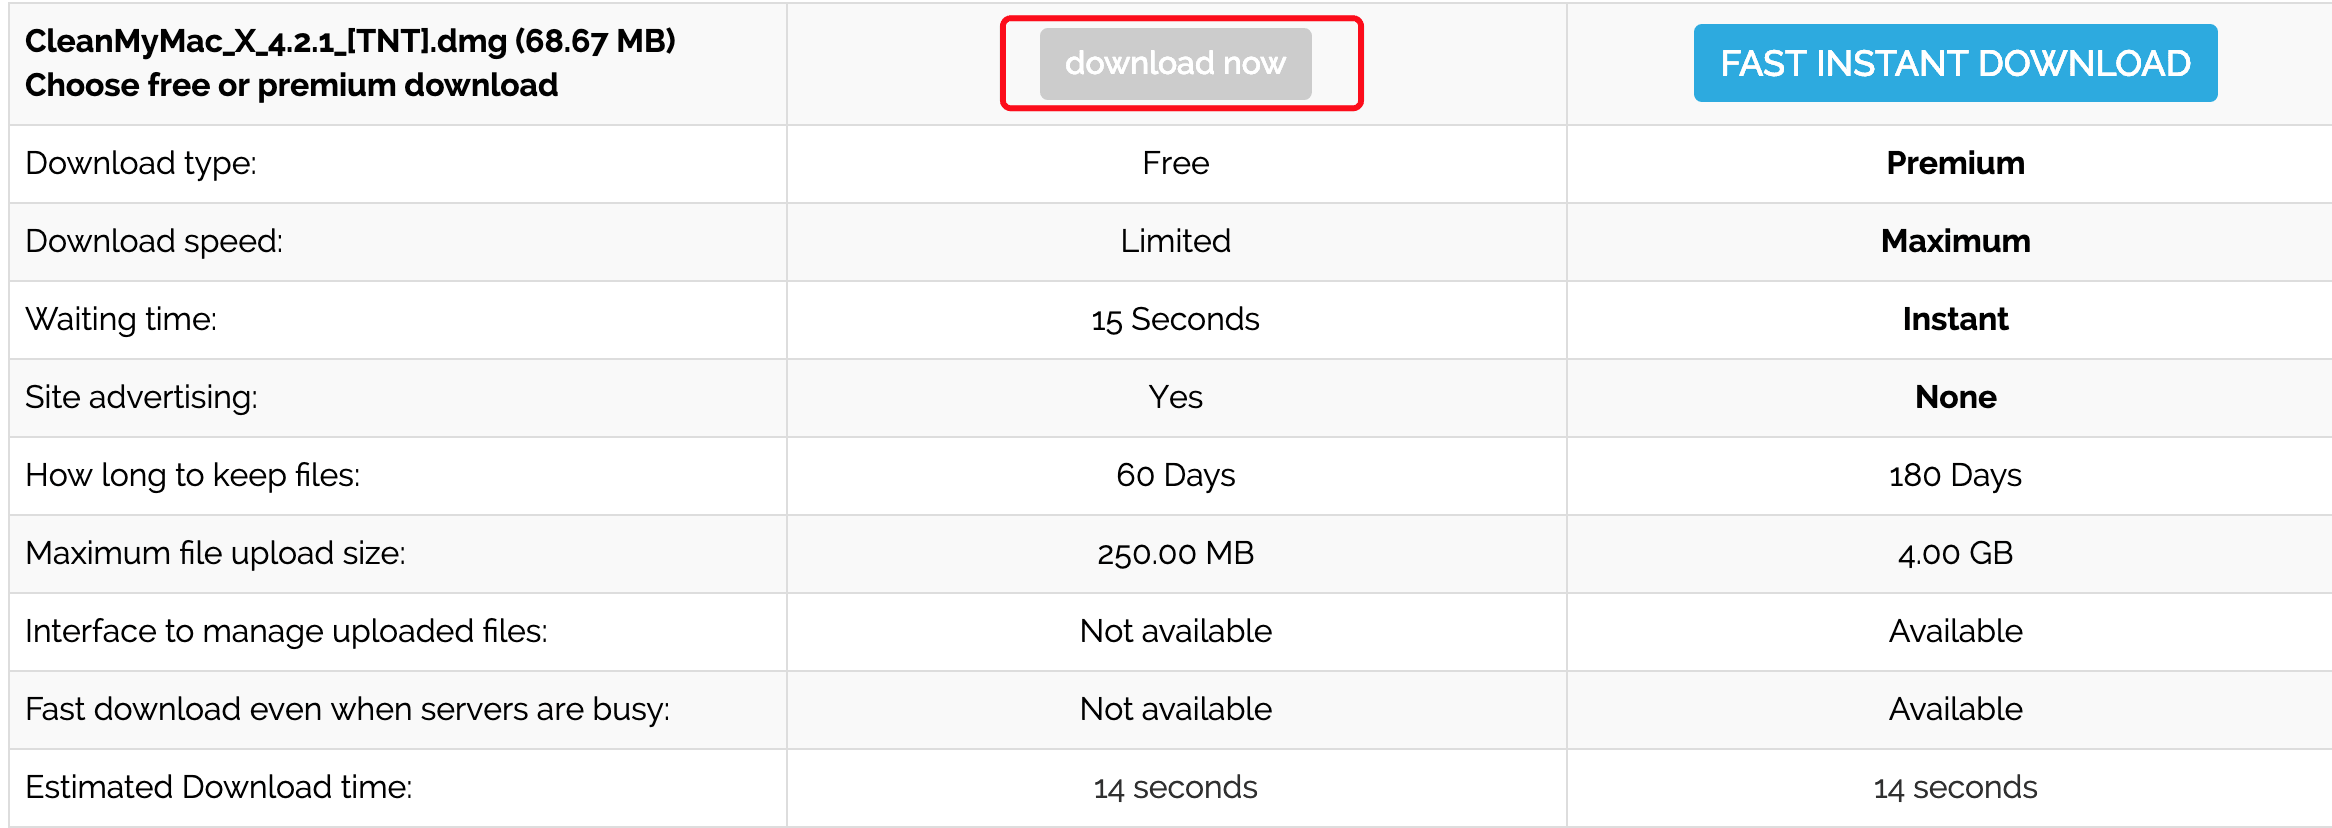 CleanMyMac_X_4.2.1_[TNT].dmg (68.67 MB)
Choose free or premium download
download now
FAST INSTANT DOWNLOAD
Download type:
Free
Premium
Download speed:
Limited
Maximum
Waiting time:
15 Seconds
Instant
Site advertising:
Yes
None
How long to keep files:
60 Days
180 Days
Maximum file upload size:
250.00 MB
4.00 GB
Interface to manage uploaded files:
Not available
Available
Fast download even when servers are busy:
Not available
Available
Estimated Download time:
14 seconds
14 seconds